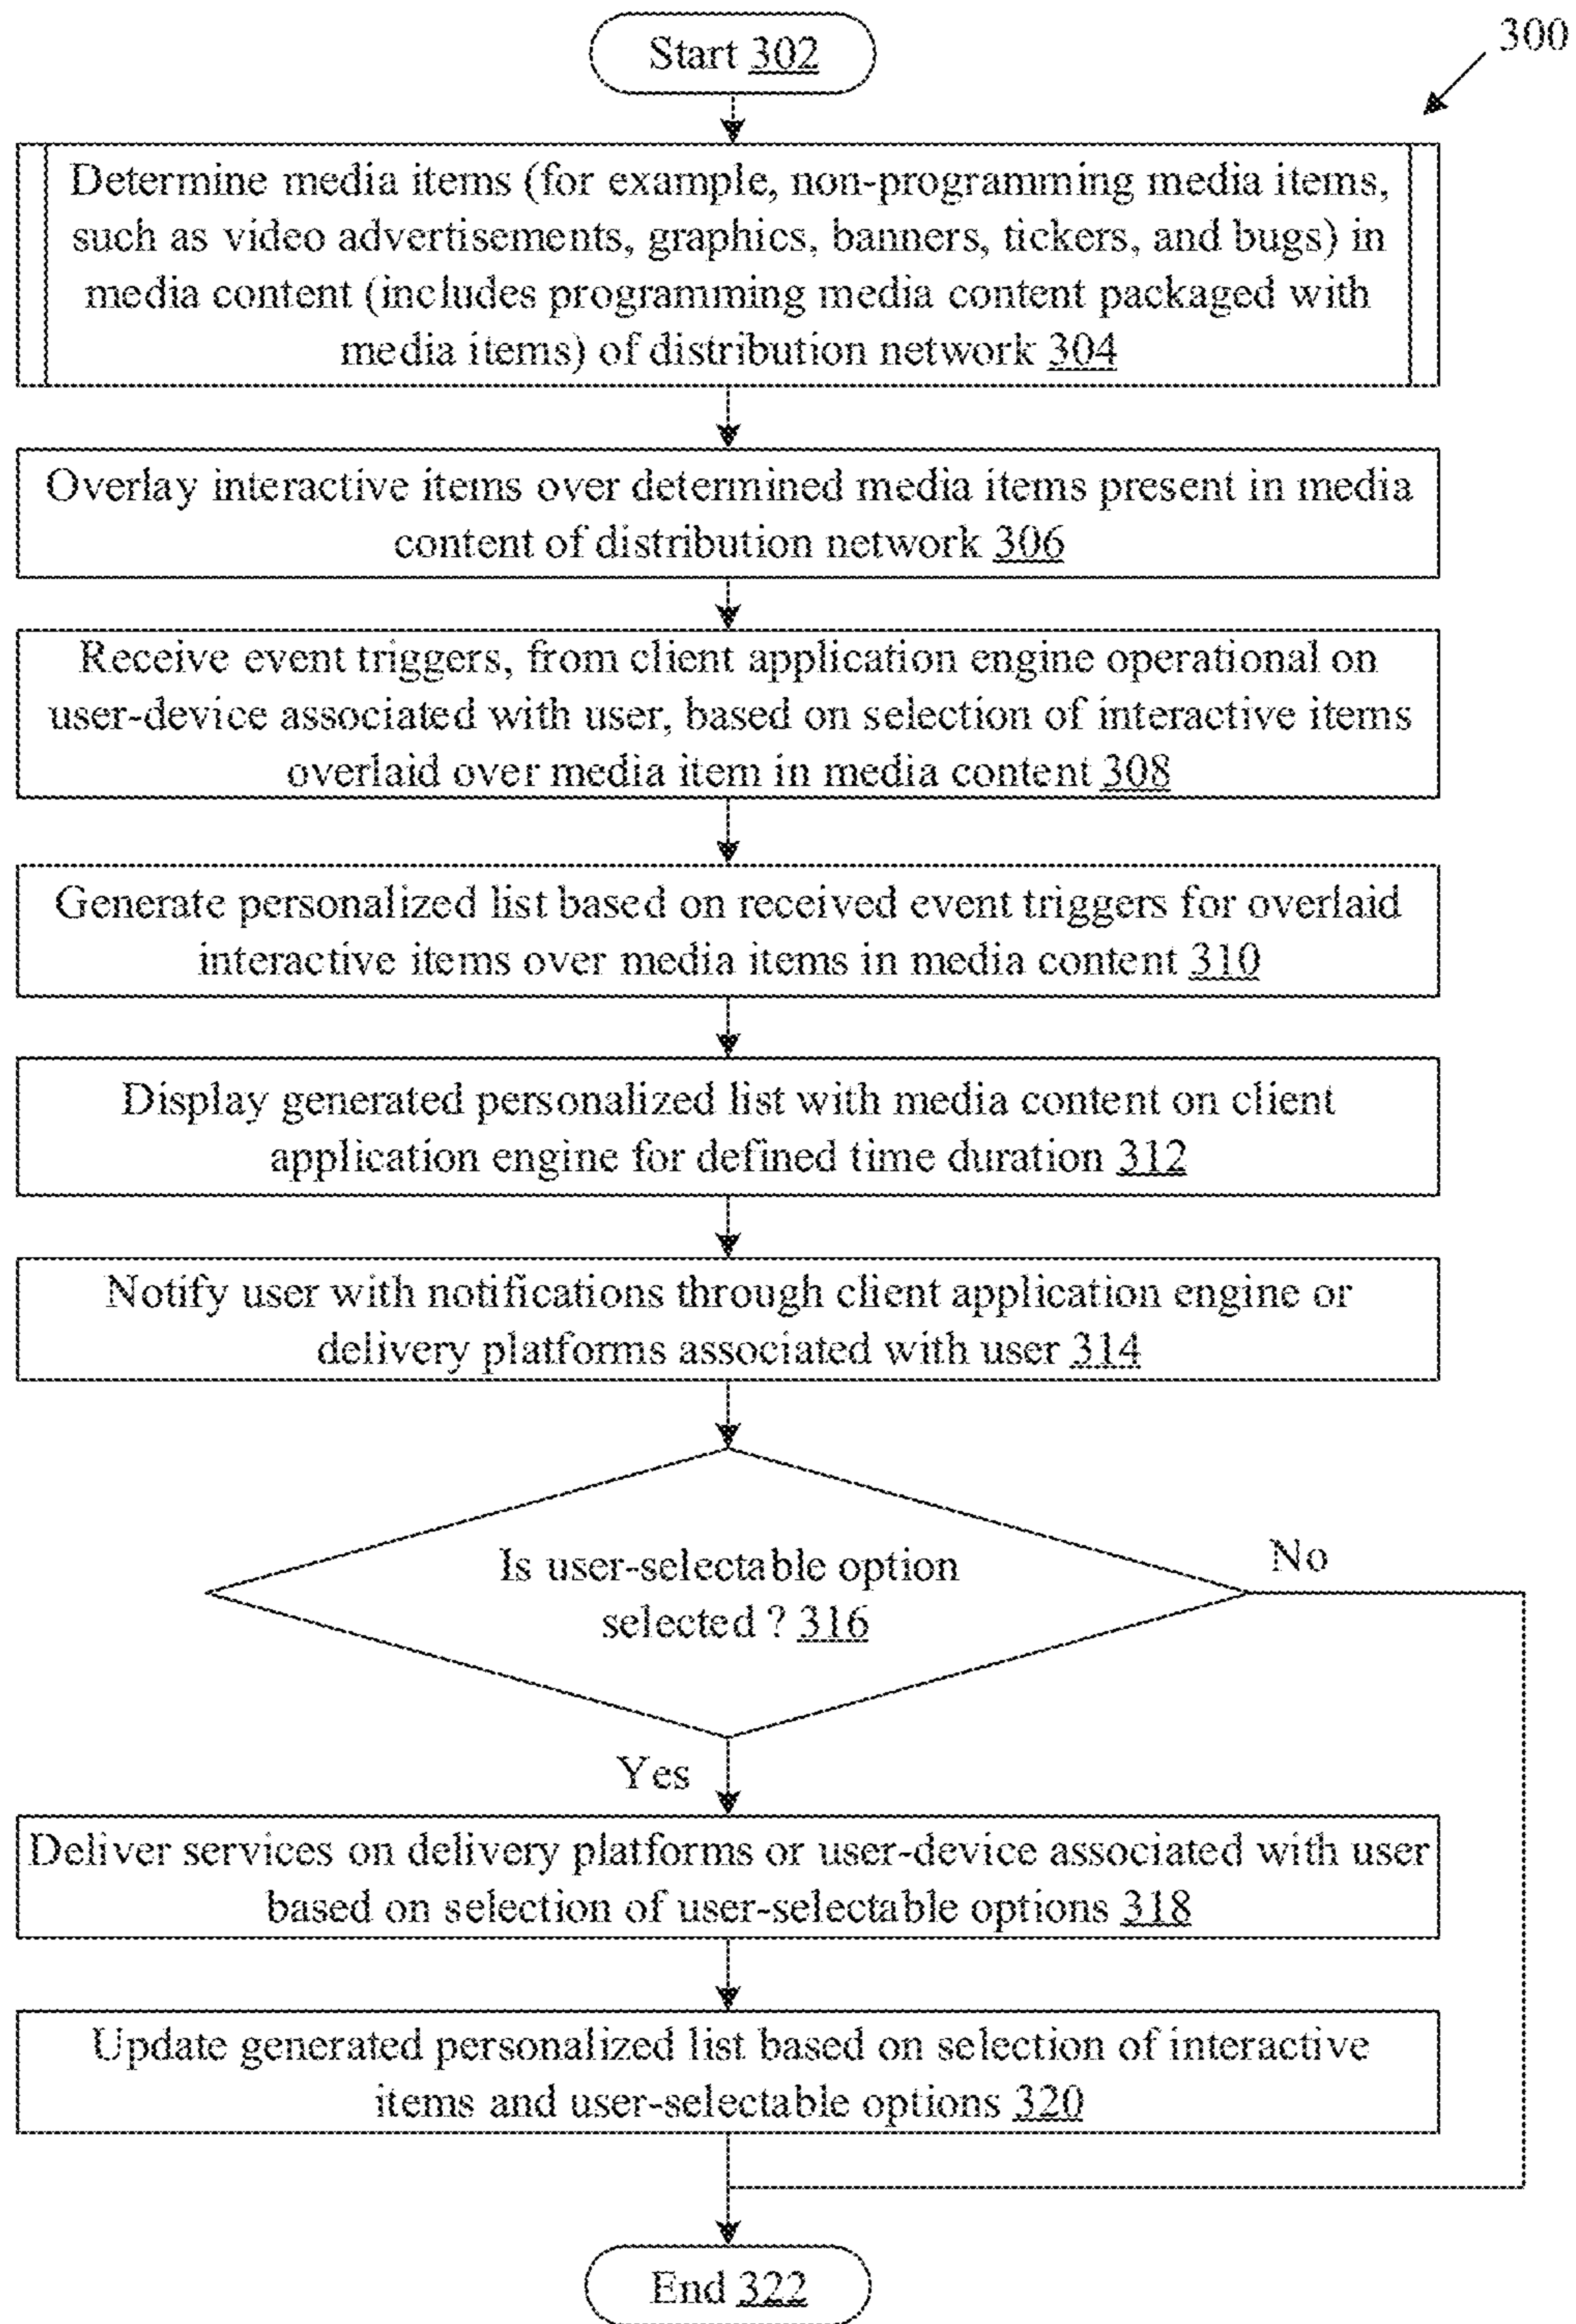 Start 302
300
Determine media items (for example, non-programming media items,
such as video advertisements, graphics, banners, tickers, and bugs) in
media content (includes programming media content packaged with
media items) of distribution network 304
Overlay interactive items over determined media items present in media
content of distribution network 306
Receive event triggers, from client application engine operational on
user-device associated with user, based on selection of interactive items
overlaid over media item in media content 308
Generate personalized list based on received event triggers for overlaid
interactive items over media items in media content 310
Display generated personalized list with media content on client
application engine for defined time duration 312
Notify user with notifications through client application engine or
delivery platforms associated with user 314
Is user-selectable option
selected ? 316
No
Yes
Deliver services on delivery platforms or user-device associated with user
based on selection of user-selectable options 318
Update generated personalized list based on selection of interactive
items and user-selectable options 320
End 322